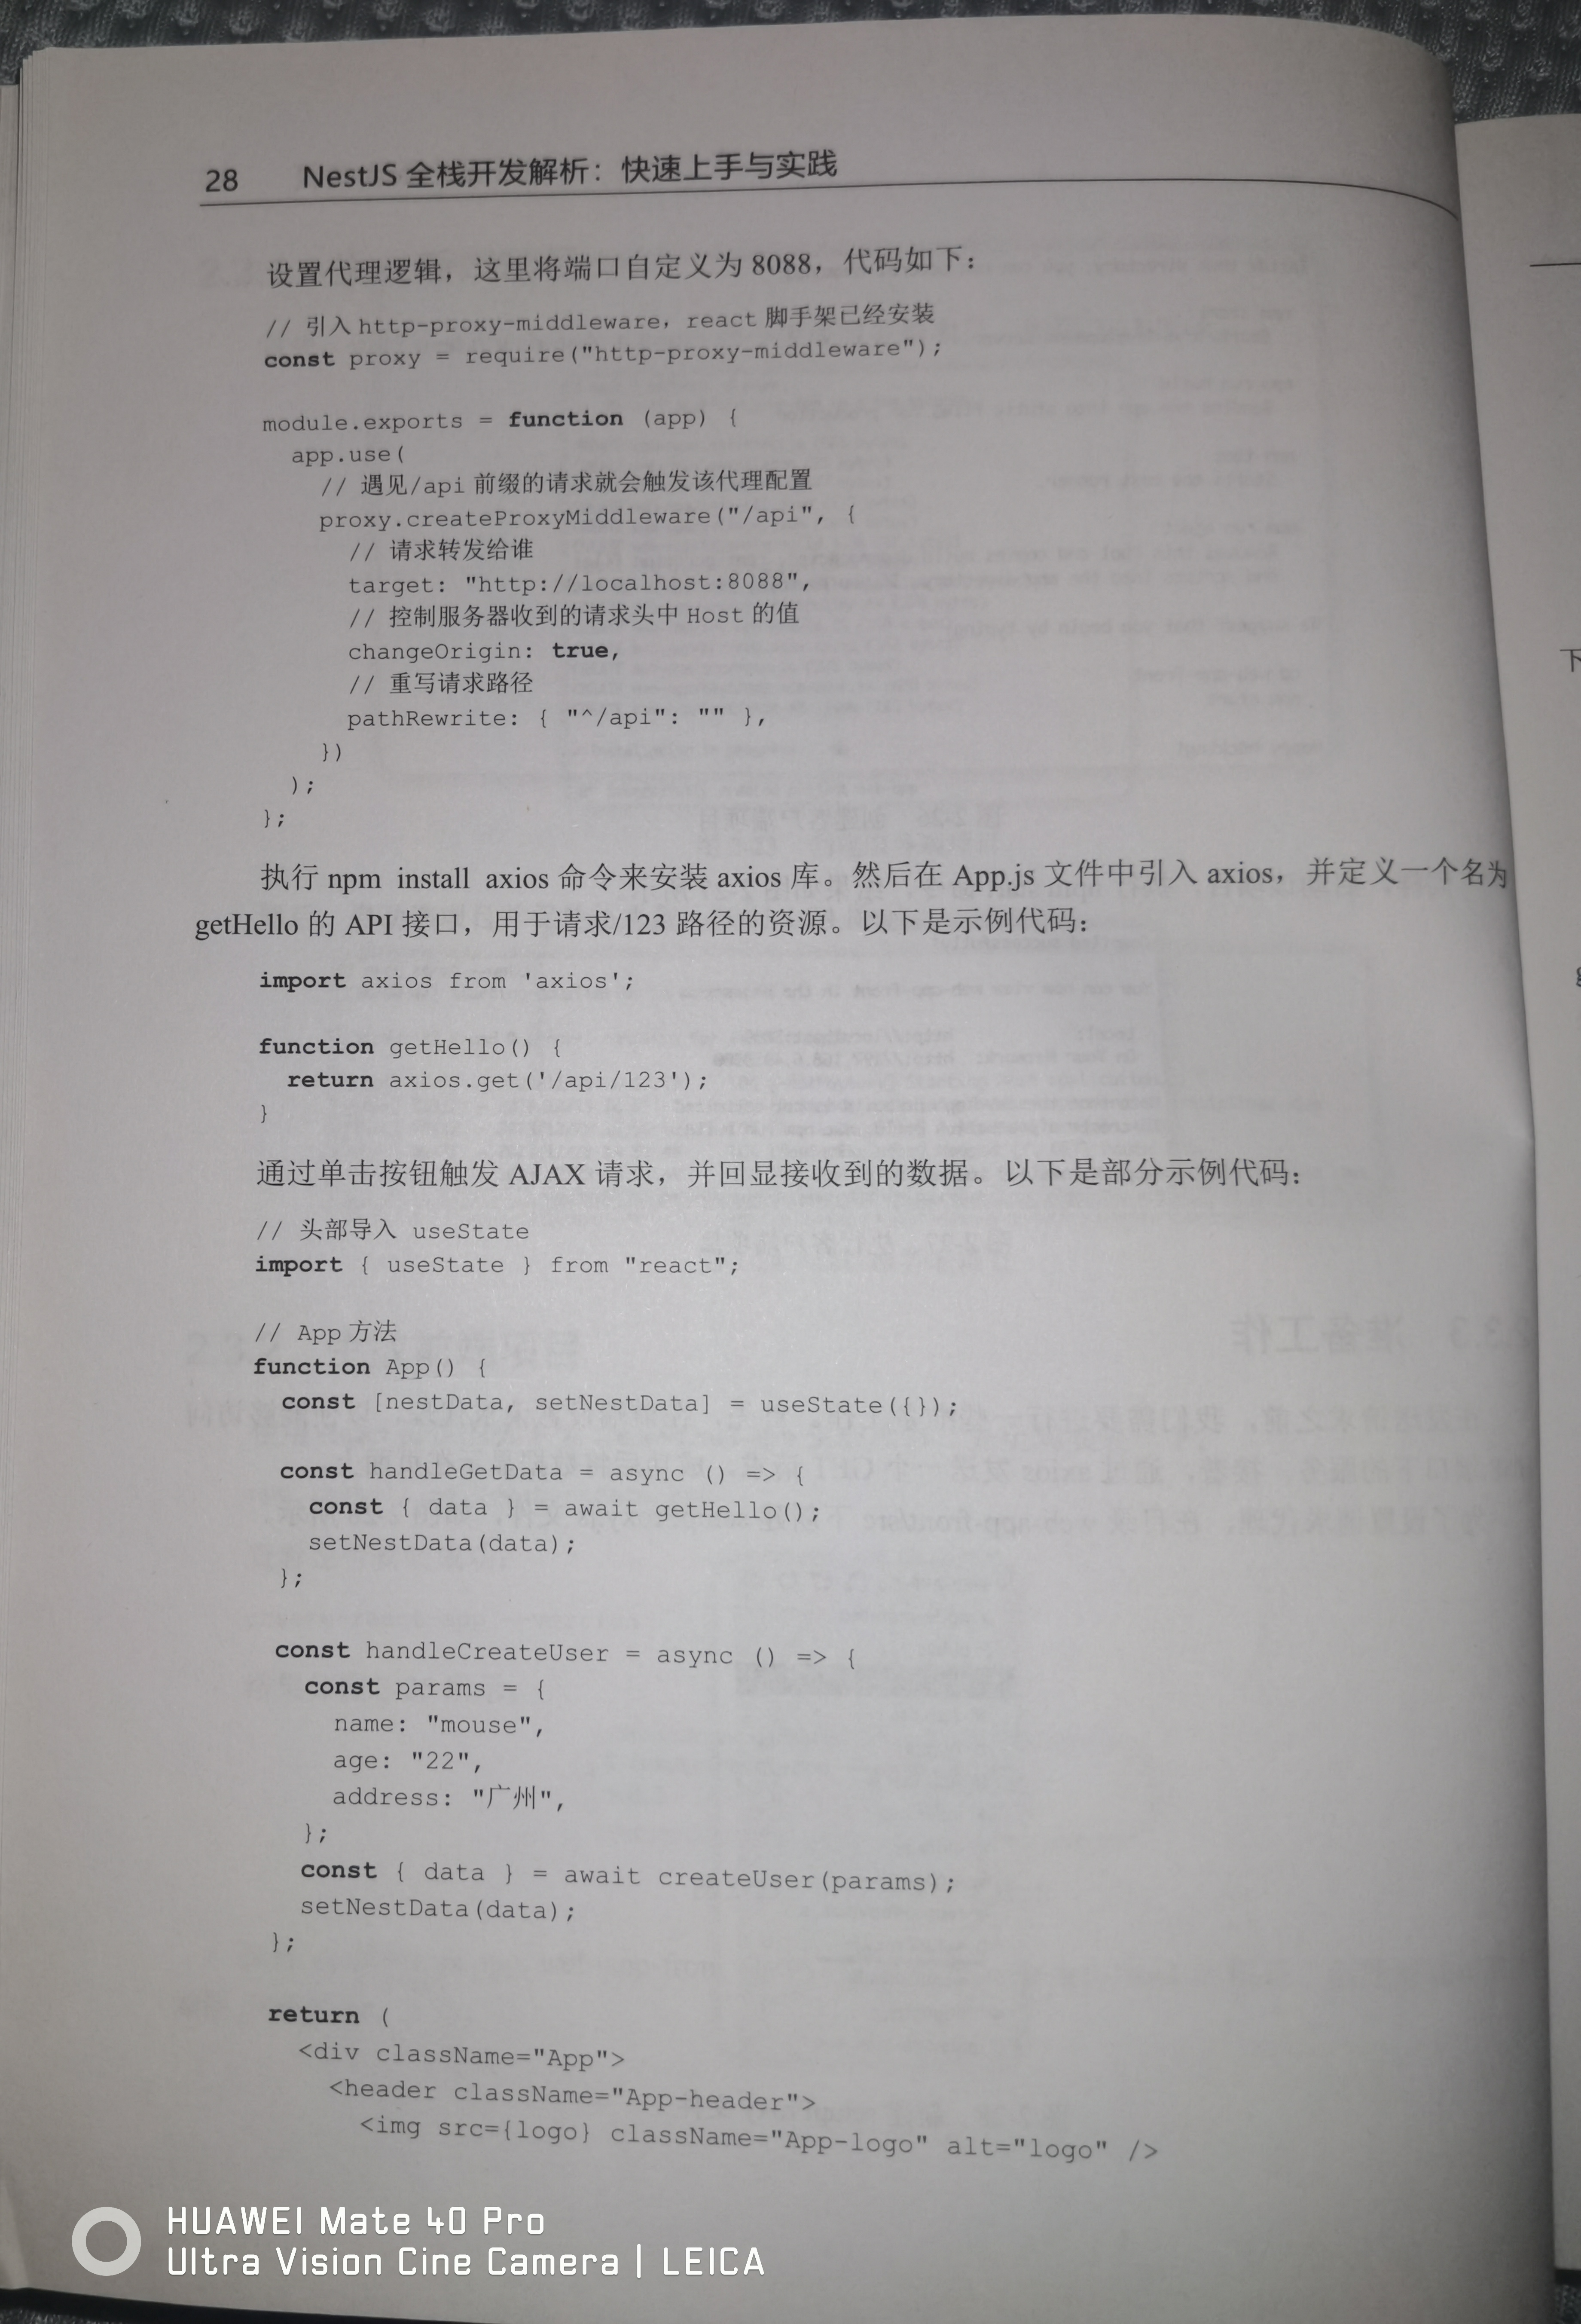 28 NestJS 全栈开发解析：快速上手与实践
设置代理逻辑，这里将端口自定义为 8088，代码如下：
// 引入 http-proxy-middleware，react 脚手架已经安装
const proxy = require("http-proxy-middleware");
module.exports = function (app) {
  app.use(
    // 遇见/api 前缀的请求就会触发该代理配置
    proxy.createProxyMiddleware("/api", {
      // 请求转发给谁
      target: "http://localhost:8088",
      // 控制服务器收到的请求头中 Host 的值
      changeOrigin: true,
      // 重写请求路径
      pathRewrite: { "^/api": "" },
    })
  );
};
执行 npm install axios 命令来安装 axios 库。然后在 App.js 文件中引入 axios，并定义一个名为
getHello 的 API 接口，用于请求/123 路径的资源。以下是示例代码：
import axios from 'axios';
function getHello() {
  return axios.get('/api/123');
}
通过单击按钮触发 AJAX 请求，并回显接收到的数据。以下是部分示例代码：
// 头部导入 useState
import { useState } from "react";
// App 方法
function App() {
  const [nestData, setNestData] = useState({});
  const handleGetData = async () => {
    const { data } = await getHello();
    setNestData(data);
  };
  const handleCreateUser = async () => {
    const params = {
      name: "mouse",
      age: "22",
      address: "广州",
    };
    const { data } = await createUser(params);
    setNestData(data);
  };
  return (
    <div className="App">
      <header className="App-header">
        <img src={logo} className="App-logo" alt="logo" />
下
HUAWEI Mate 40 Pro
Ultra Vision Cine Camera | LEICA